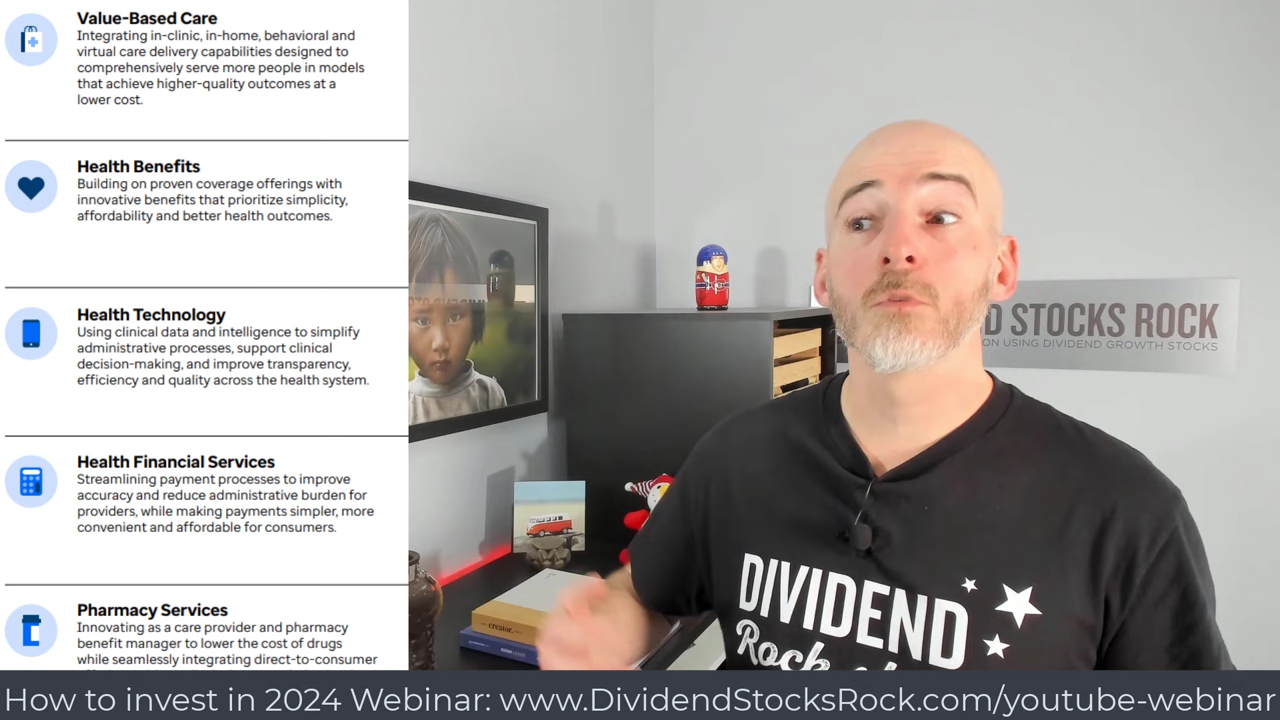 Value-Based Care
Integrating in-clinic, in-home, behavioral and
virtual care delivery capabilities designed to
comprehensively serve more people in models
that achieve higher-quality outcomes at a
lower cost.
Health Benefits
Building on proven coverage offerings with
innovative benefits that prioritize simplicity,
affordability and better health outcomes.
Health Technology
Using clinical data and intelligence to simplify
administrative processes, support clinical
decision-making, and improve transparency,
efficiency and quality across the health system.
Health Financial Services
Streamlining payment processes to improve
accuracy and reduce administrative burden for
providers, while making payments simpler, more
convenient and affordable for consumers.
Pharmacy Services
Innovating as a care provider and pharmacy
benefit manager to lower the cost of drugs
while seamlessly integrating direct-to-consumer
D STOCKS ROCK
ON USING DIVIDEND GROWTH STOCKS
creator.
DIVIDEND
How to invest in 2024 Webinar: www.DividendStocksRock.com/youtube-webinar